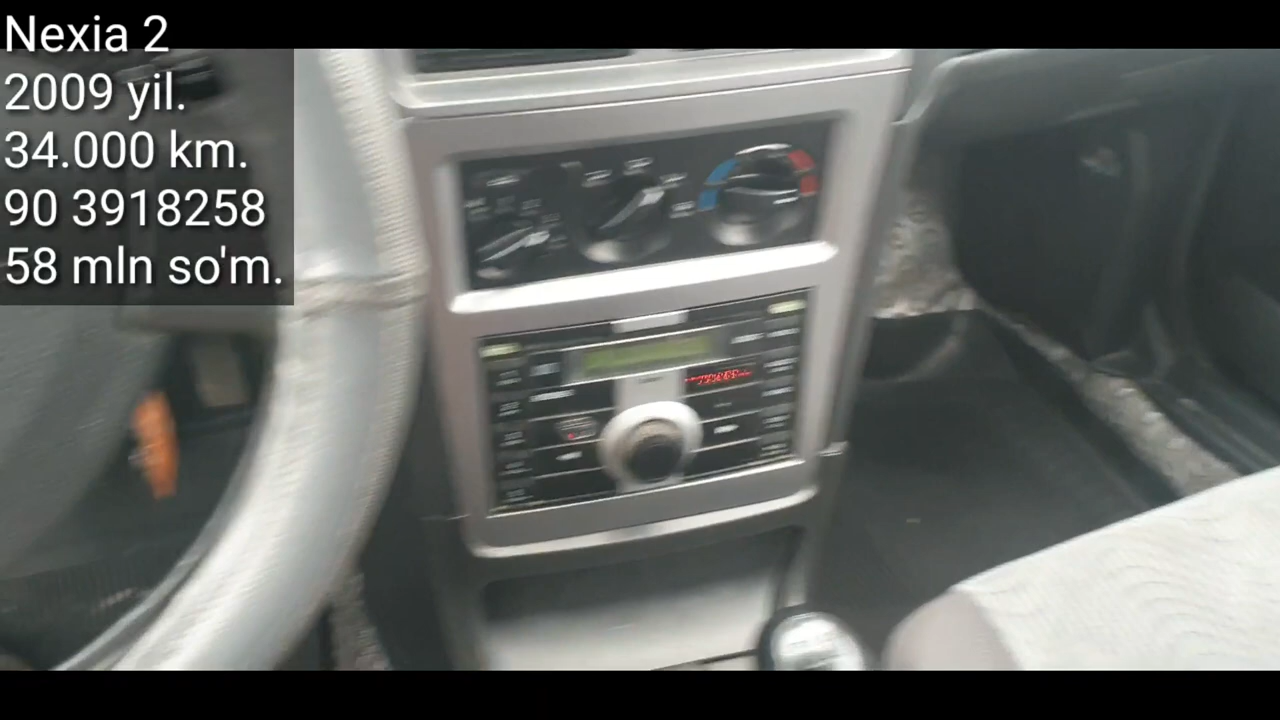 Nexia 2
2009 yil.
34.000 km.
90 3918258
58 mln so'm.